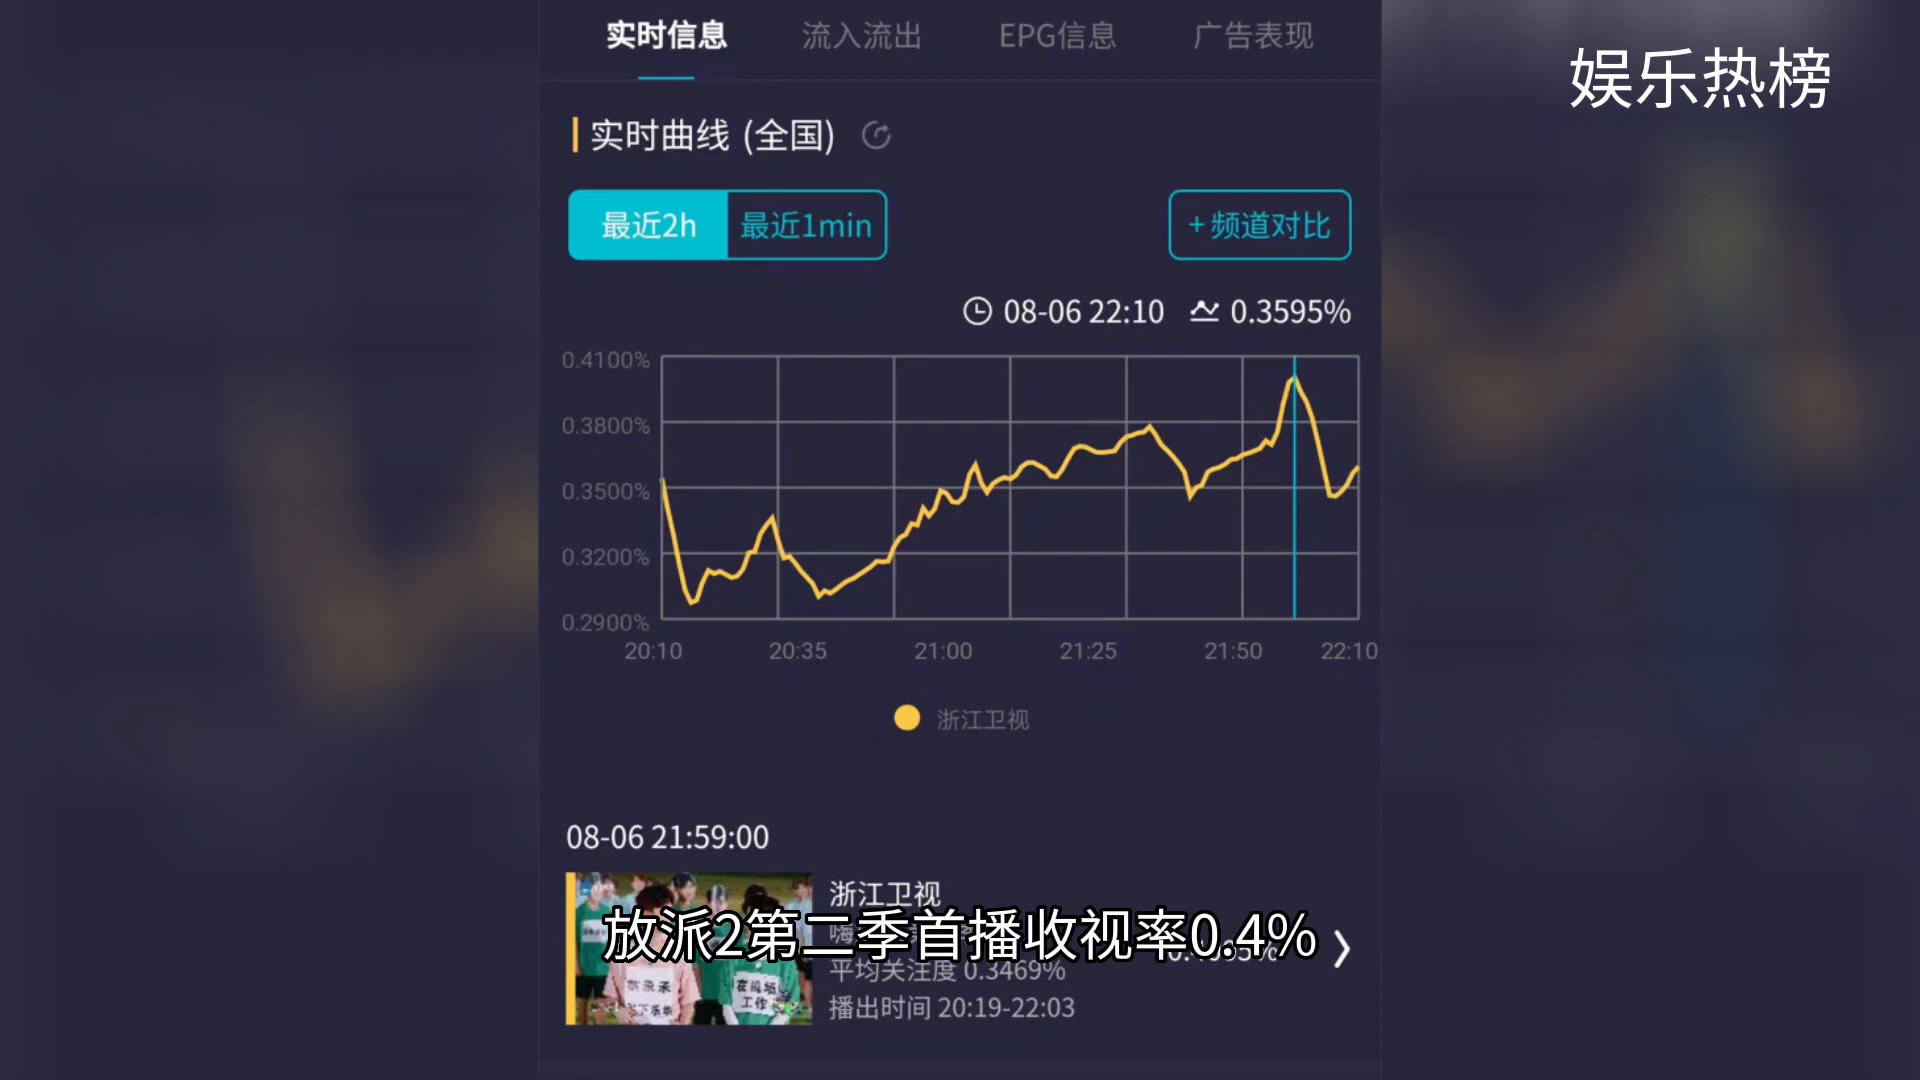 实时信息 流入流出 EPG信息 广告表现
娱乐热榜
实时曲线 (全国)
最近2h 最近1min + 频道对比
08-06 22:10 0.3595%
0.4100%
0.3800%
0.3500%
0.3200%
0.2900%
20:10 20:35 21:00 21:25 21:50 22:10
浙江卫视
08-06 21:59:00
浙江卫视
放派2第二季首播收视率0.4%
平均关注度 0.3469%
播出时间 20:19-22:03
在现场
工作